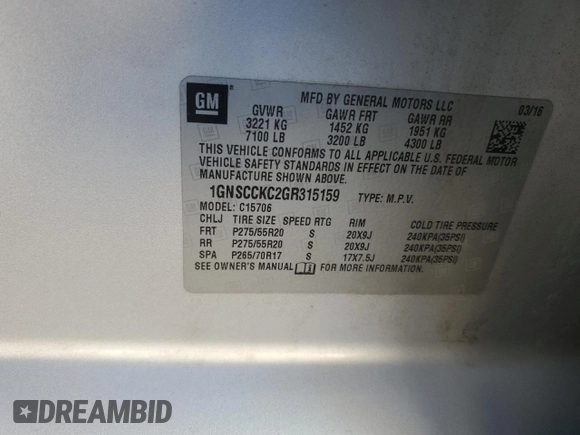 GM
MFD BY GENERAL MOTORS LLC
03/16
GVWR GAWR FRT GAWR RR
3221 KG 1452 KG 1951 KG
7100 LB 3200 LB 4300 LB
THIS VEHICLE CONFORMS TO ALL APPLICABLE U.S. FEDERAL MOTOR
VEHICLE SAFETY STANDARDS IN EFFECT ON THE DATE OF
MANUFACTURE SHOWN ABOVE.
1GNSCCKC2GR315159 TYPE: M.P.V.
MODEL: C15706
CHLJ TIRE SIZE SPEED RTG RIM COLD TIRE PRESSURE
FRT P275/55R20 S 20X9J 240KPA(35PSI)
RR P275/55R20 S 20X9J 240KPA(35PSI)
SPA P265/70R17 S 17X7.5J 240KPA(35PSI)
SEE OWNER'S MANUAL FOR MORE INFORMATION.
DREAMBID